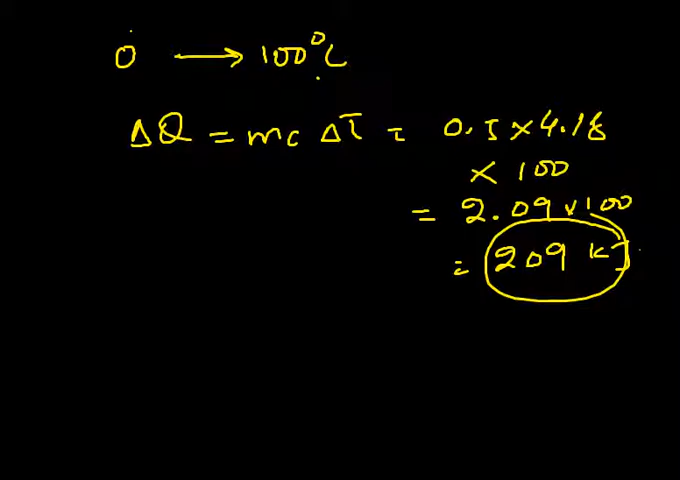 0 → 100°C
ΔQ = mc ΔT = 0.5 × 4.18
× 100
= 2.09 × 100
= 209 KJ